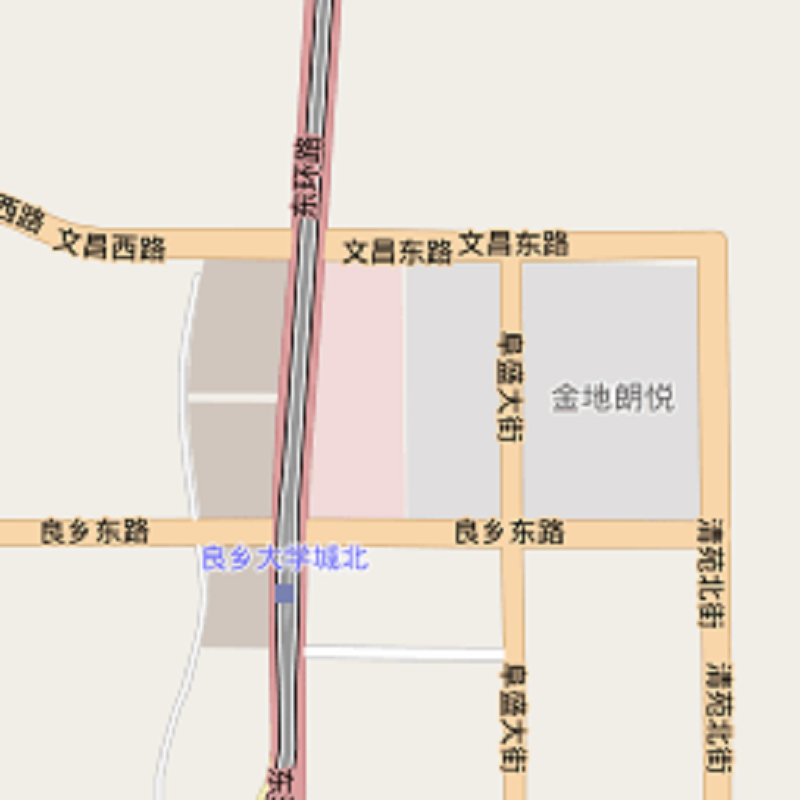 东环路
西路
文昌西路
文昌东路
文昌东路
阜盛大街
金地朗悦
良乡东路
良乡东路
良乡大学城北
清苑北街
阜盛大街
清苑北街
东